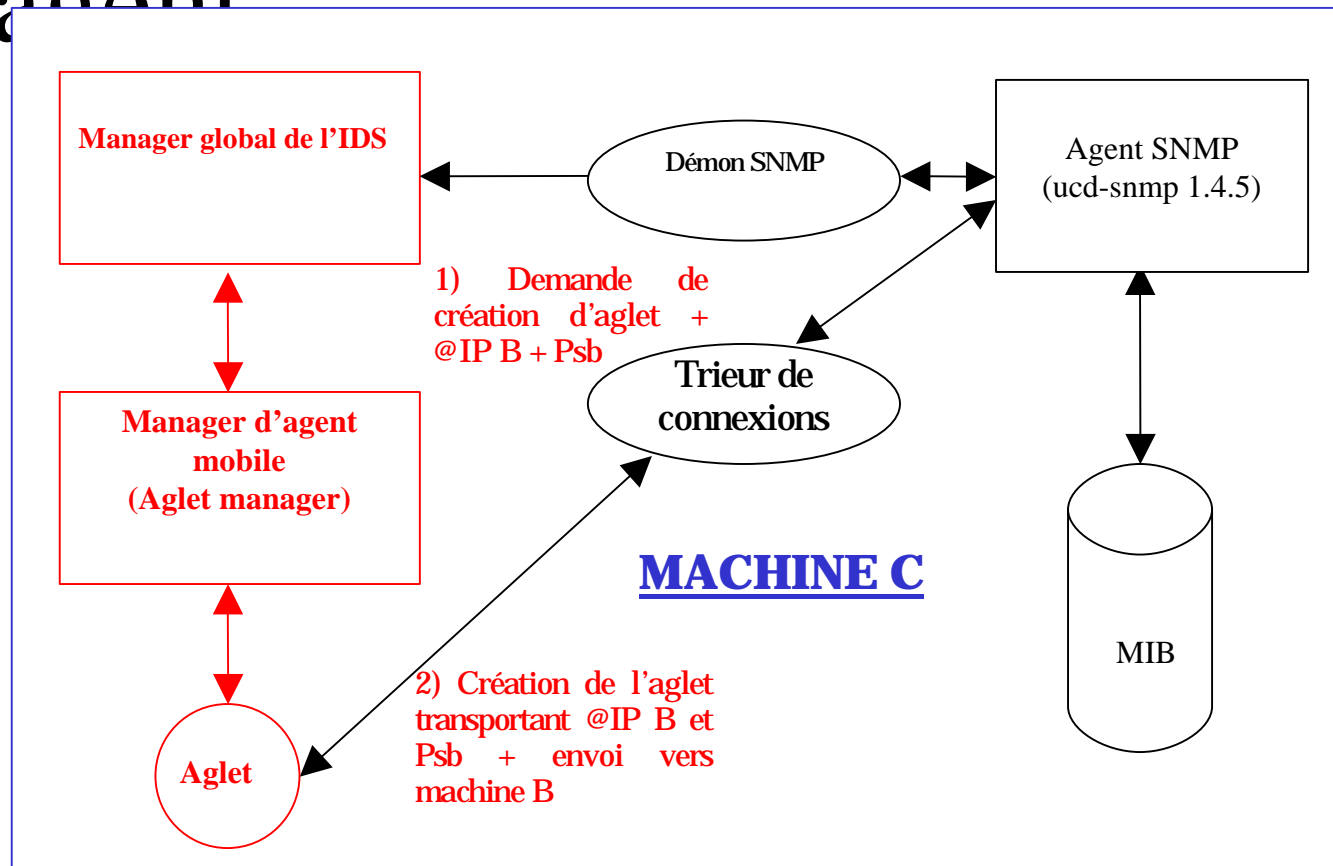 Manager global de l’IDS
Démon SNMP
Agent SNMP
(ucd-snmp 1.4.5)
1) Demande de
création d’aglet +
@IP B + Psb
Trieur de
connexions
Manager d’agent
mobile
(Aglet manager)
MACHINE C
MIB
2) Création de l’aglet
transportant @IP B et
Psb + envoi vers
machine B
Aglet